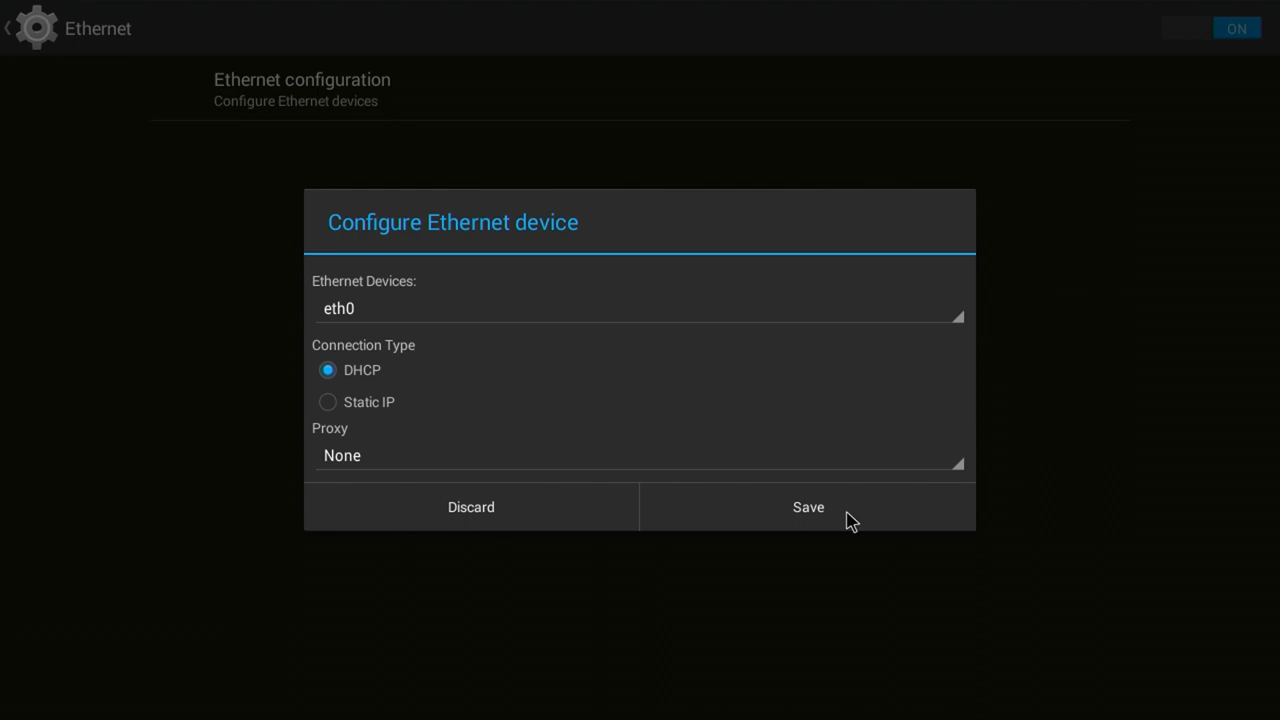 Ethernet
ON
Ethernet configuration
Configure Ethernet devices
Configure Ethernet device
Ethernet Devices:
eth0
Connection Type
DHCP
Static IP
Proxy
None
Discard
Save